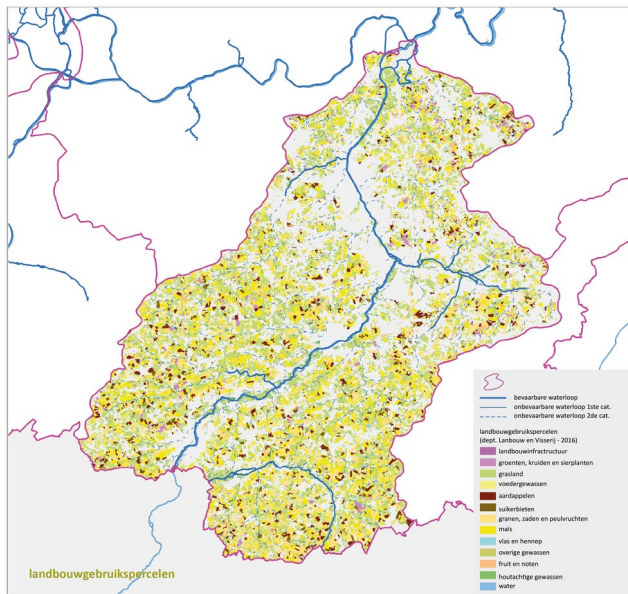 bevaarbare waterloop
onbevaarbare waterloop 1ste cat.
onbevaarbare waterloop 2de cat.
landbouwgebruikspercelen
(dept. Lanbouw en Visserij - 2016)
landbouwinfractructuur
groenten, kruiden en sierplanten
grasland
voedergewassen
aardappelen
suikerbieten
granen, zaden en peulvruchten
maïs
vlas en hennep
overige gewassen
fruit en noten
houtachtige gewassen
water
landbouwgebruikspercelen